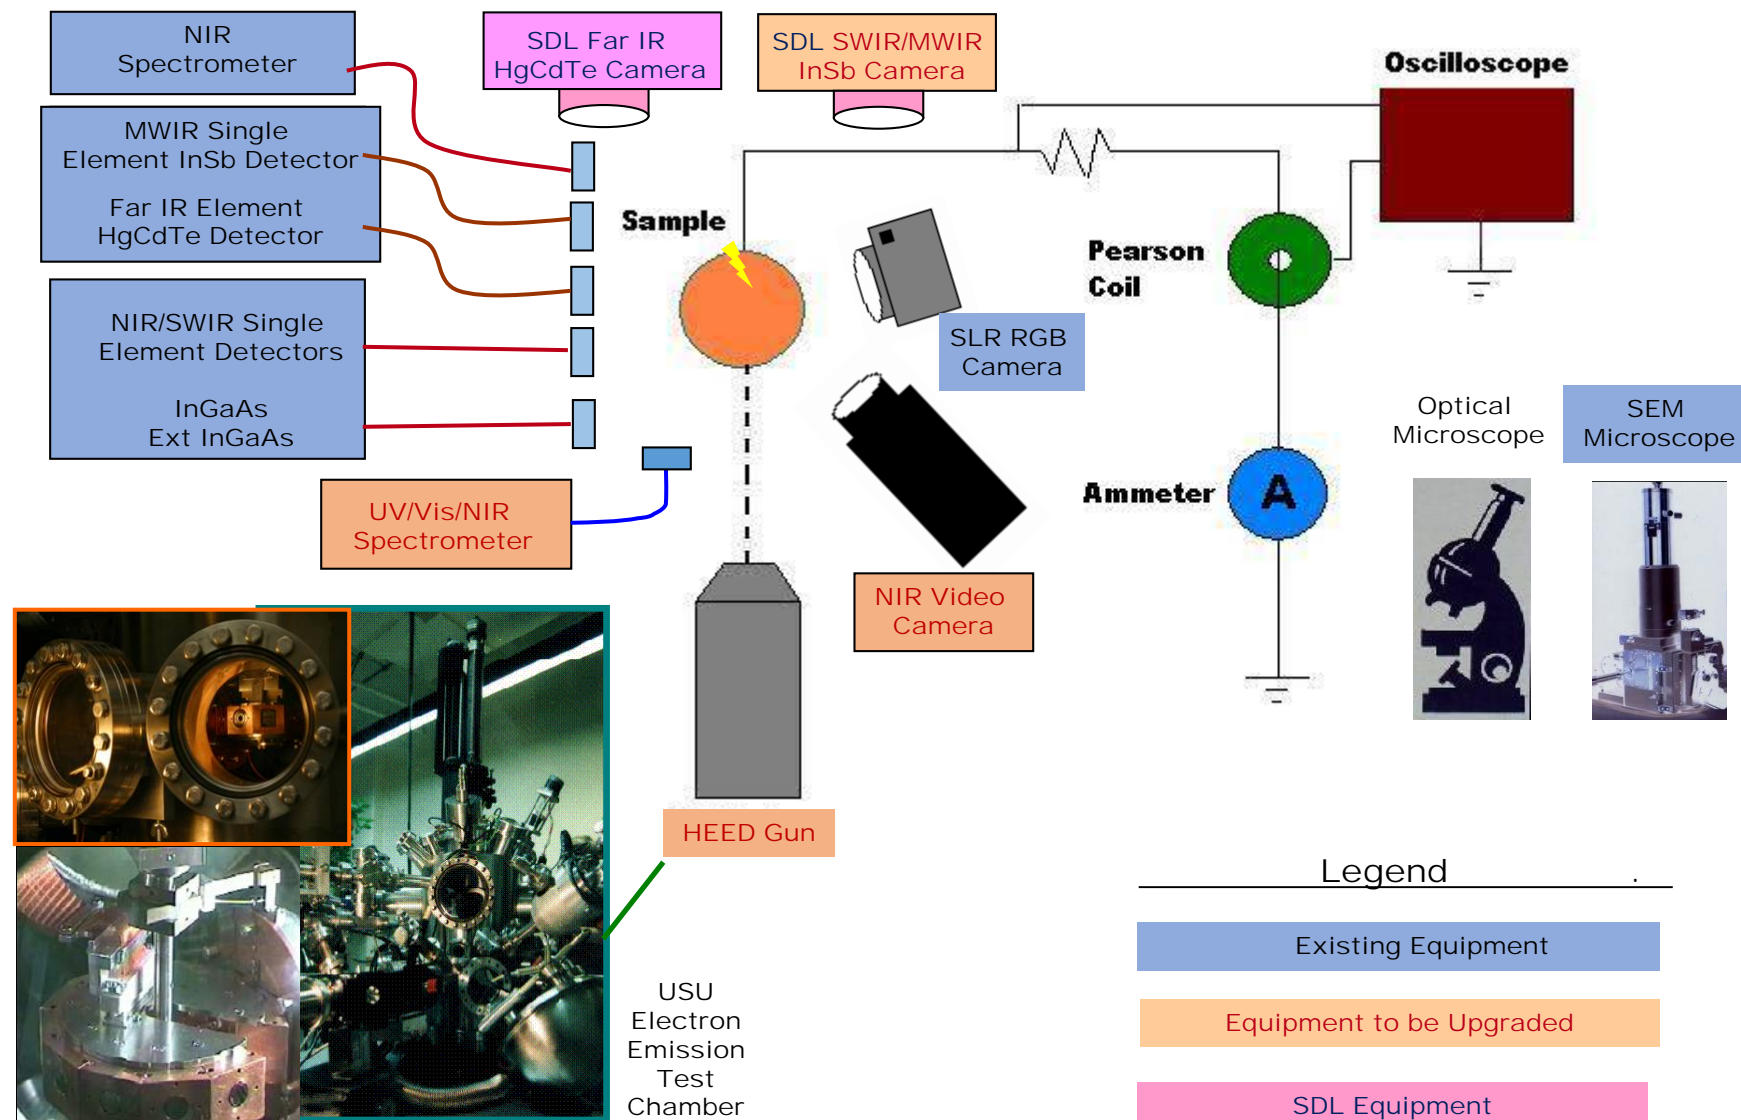 NIR
Spectrometer
SDL Far IR
HgCdTe Camera
SDL SWIR/MWIR
InSb Camera
Oscilloscope
MWIR Single
Element InSb Detector
Far IR Element
HgCdTe Detector
Sample
Pearson
Coil
NIR/SWIR Single
Element Detectors
InGaAs
Ext InGaAs
SLR RGB
Camera
Optical
Microscope
SEM
Microscope
Ammeter
A
UV/Vis/NIR
Spectrometer
NIR Video
Camera
HEED Gun
Legend .
Existing Equipment
Equipment to be Upgraded
SDL Equipment
USU
Electron
Emission
Test
Chamber